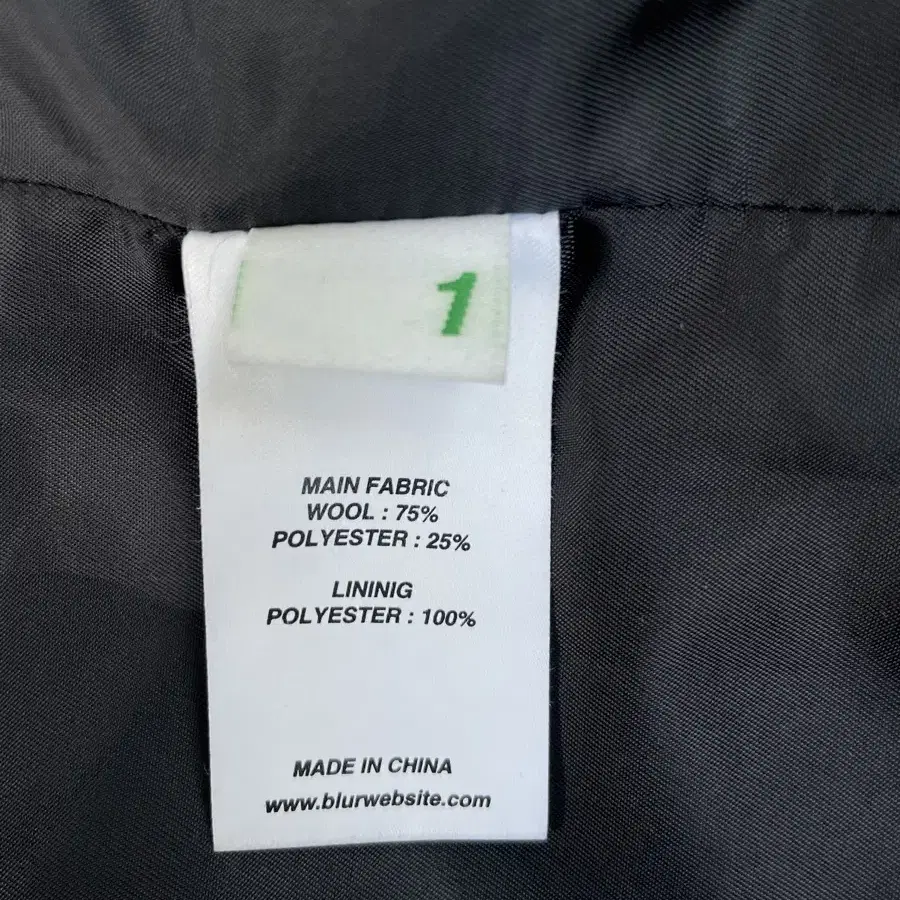 1
MAIN FABRIC
WOOL : 75%
POLYESTER : 25%
LININIG
POLYESTER : 100%
MADE IN CHINA
www.blurwebsite.com